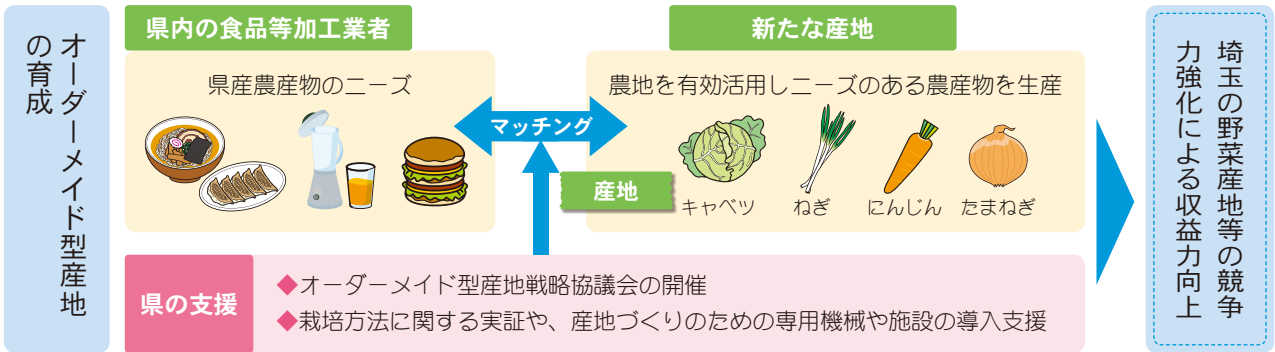 オーダーメイド型産地
の育成
県内の食品等加工業者
県産農産物のニーズ
マッチング
新たな産地
農地を有効活用しニーズのある農産物を生産
産地
キャベツ
ねぎ
にんじん
たまねぎ
県の支援
◆オーダーメイド型産地戦略協議会の開催
◆栽培方法に関する実証や、産地づくりのための専用機械や施設の導入支援
埼玉の野菜産地等の競争
力強化による収益力向上